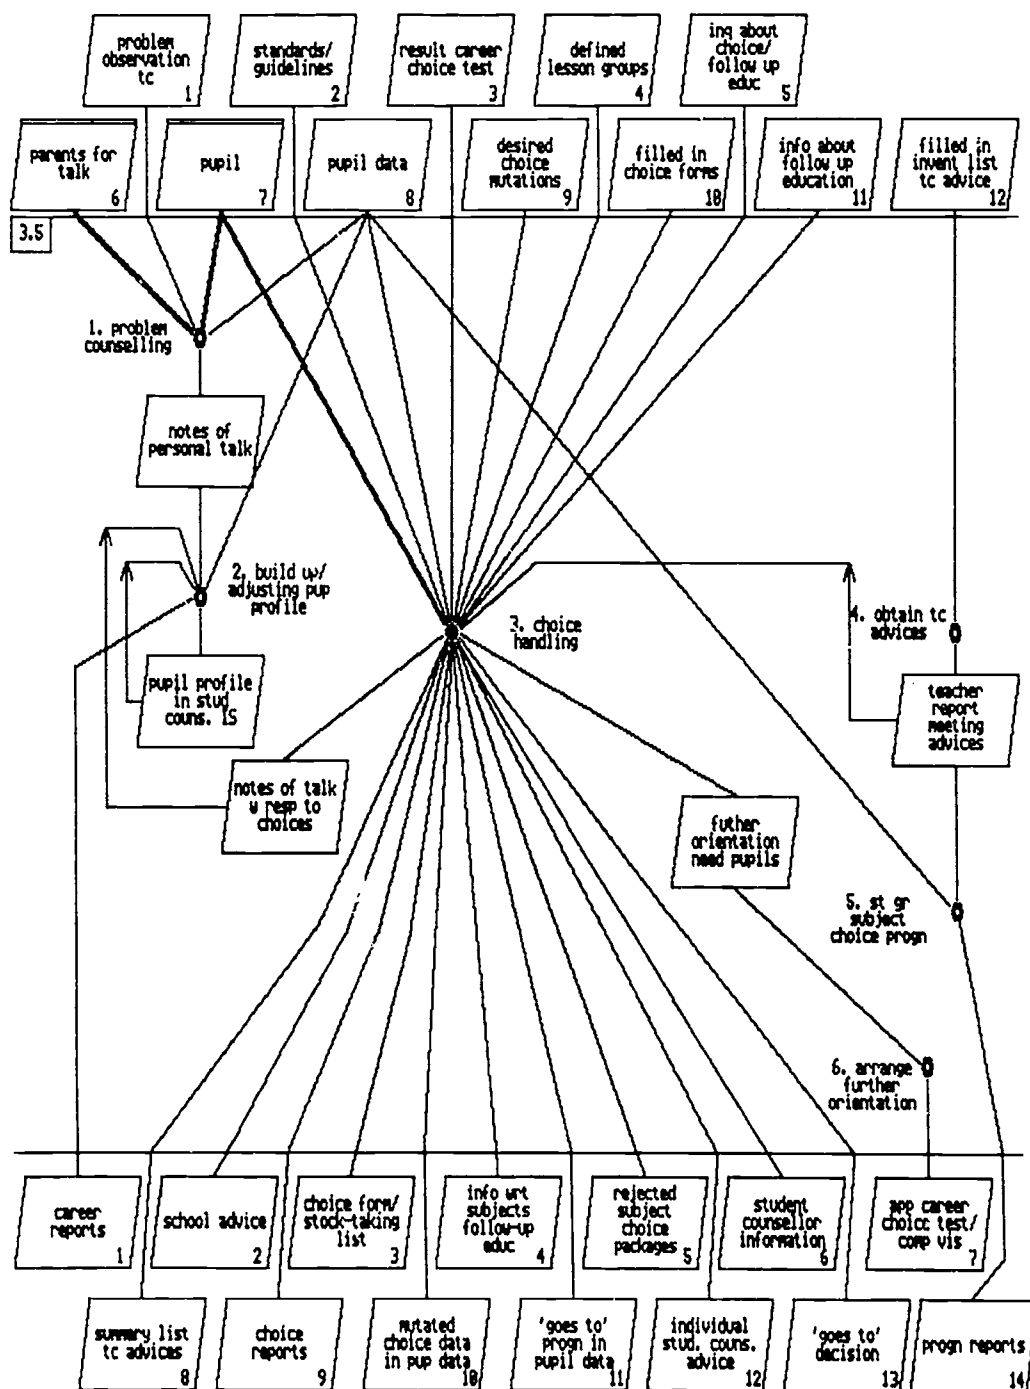 problem
observation
tc
1
standards/
guidelines
2
result career
choice test
3
defined
lesson groups
4
inq about
choice/
follow up
educ
5
parents for
talk
6
pupil
7
pupil data
8
desired
choice
mutations
9
filled in
choice forms
10
info about
follow up
education
11
filled in
invent list
tc advice
12
3.5
1. problem
counselling
notes of
personal talk
2. build up/
adjusting pup
profile
3. choice
handling
4. obtain tc
advices
pupil profile
in stud
couns. IS
teacher
report
meeting
advices
notes of talk
w resp to
choices
futher
orientation
need pupils
5. st gr
subject
choice progn
6. arrange
further
orientation
career
reports
1
school advice
2
choice form/
stock-taking
list
3
info wrt
subjects
follow-up
educ
4
rejected
subject
choice
packages
5
student
counsellor
information
6
app career
choice test/
comp vis
7
summary list
tc advices
8
choice
reports
9
mutated
choice data
in pup data
10
'goes to'
progn in
pupil data
11
individual
stud. couns.
advice
12
'goes to'
decision
13
progn reports
14